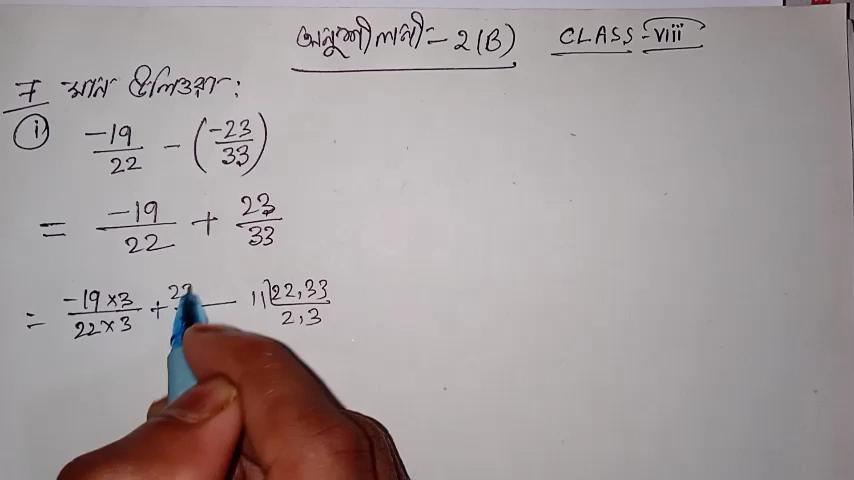 অনুশীলনী - 2(B) CLASS - viii
7 মান উলিওৱা :
i -19/22 - (-23/33)
= -19/22 + 23/33
= -19×3/22×3 + 23 11|22,33
2,3